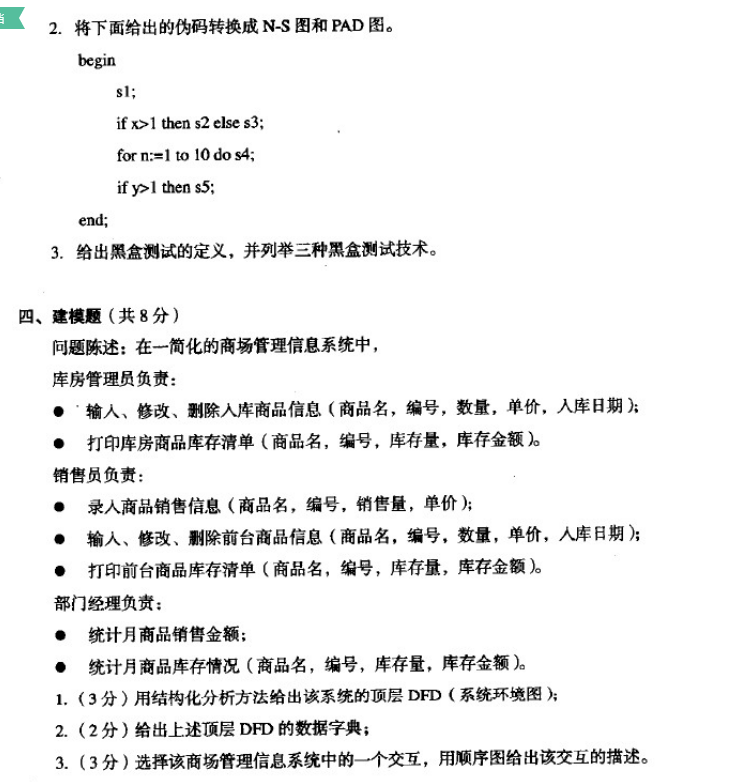 2. 将下面给出的伪码转换成 N-S 图和 PAD 图。
begin
s1;
if x>1 then s2 else s3;
for n:=1 to 10 do s4;
if y>1 then s5;
end;
3. 给出黑盒测试的定义，并列举三种黑盒测试技术。
四、建模题（共 8 分）
问题陈述：在一简化的商场管理信息系统中，
库房管理员负责：
● 输入、修改、删除入库商品信息（商品名，编号，数量，单价，入库日期）；
● 打印库房商品库存清单（商品名，编号，库存量，库存金额）。
销售员负责：
● 录入商品销售信息（商品名，编号，销售量，单价）；
● 输入、修改、删除前台商品信息（商品名，编号，数量，单价，入库日期）；
● 打印前台商品库存清单（商品名，编号，库存量，库存金额）。
部门经理负责：
● 统计月商品销售金额；
● 统计月商品库存情况（商品名，编号，库存量，库存金额）。
1.（3 分）用结构化分析方法给出该系统的顶层 DFD（系统环境图）；
2.（2 分）给出上述顶层 DFD 的数据字典；
3.（3 分）选择该商场管理信息系统中的一个交互，用顺序图给出该交互的描述。